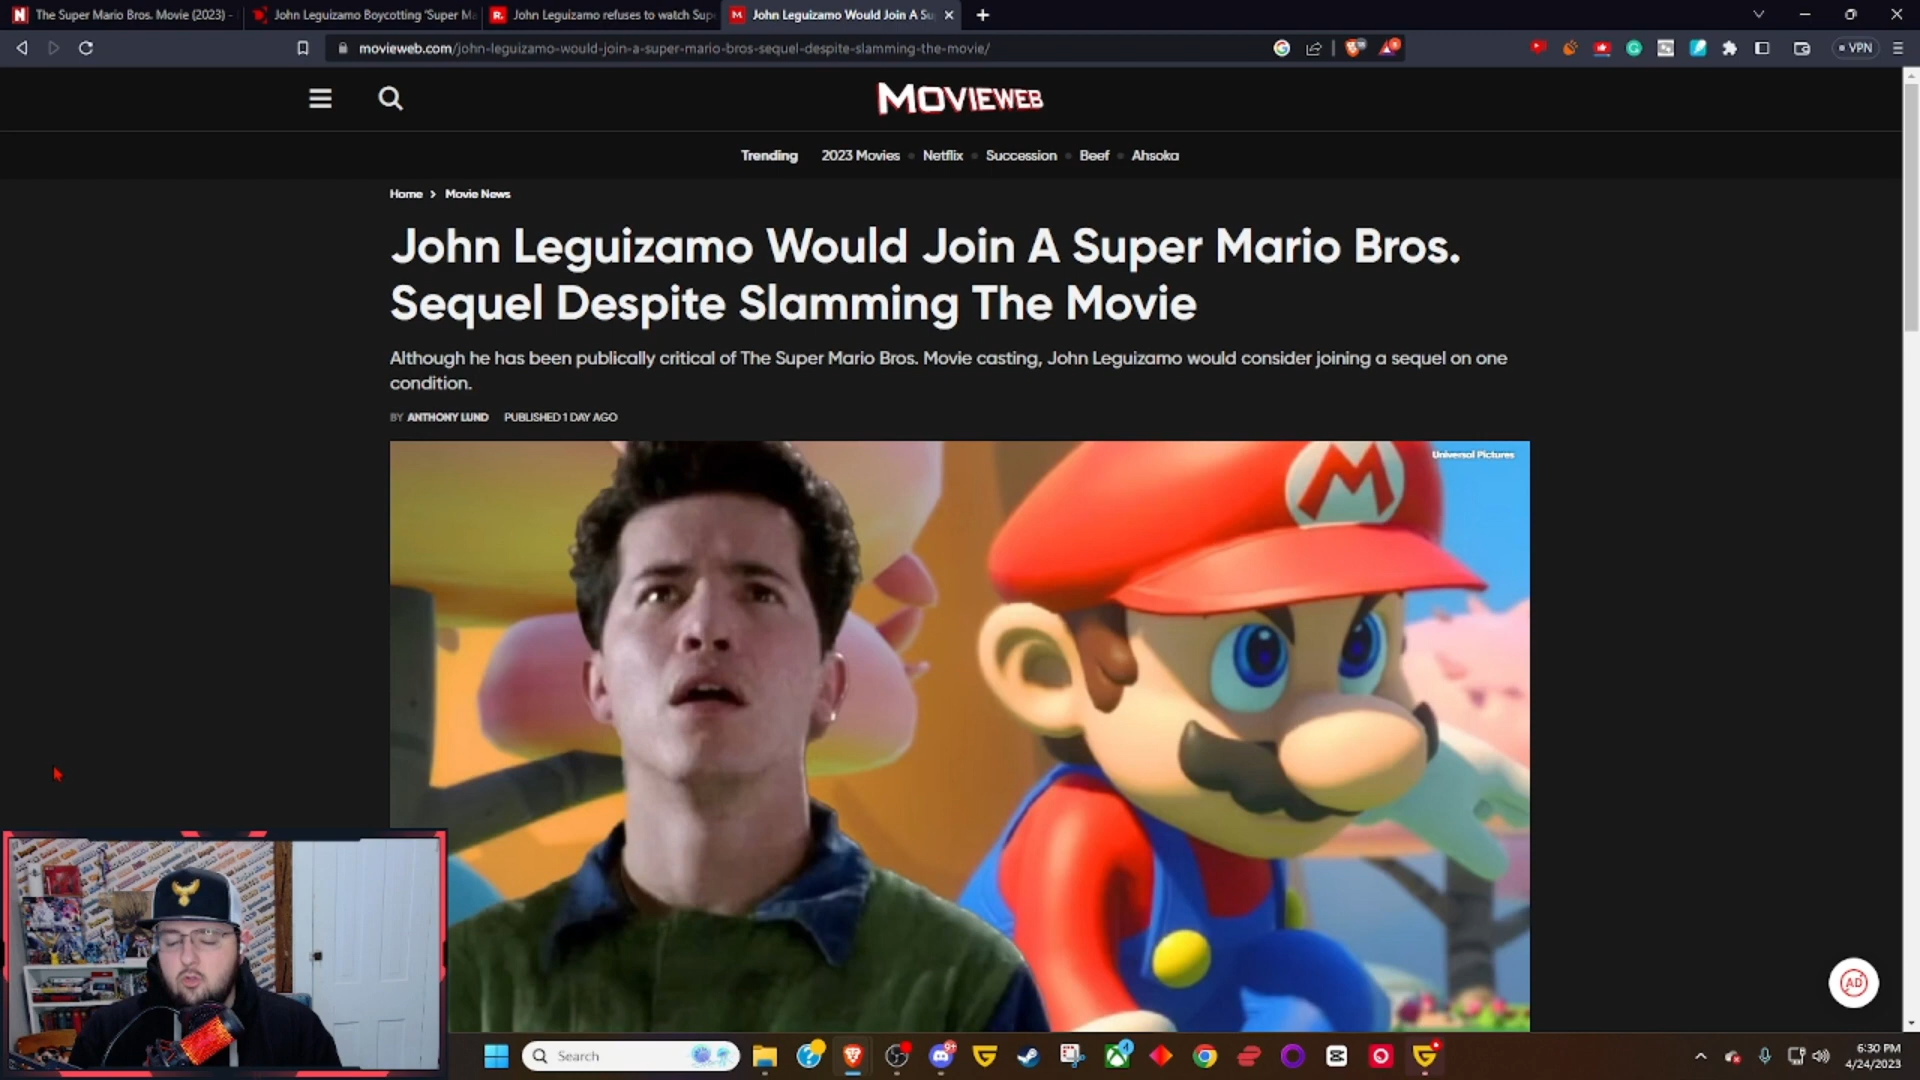 The Super Mario Bros. Movie (2023) -
John Leguizamo Boycotting 'Super Ma
John Leguizamo refuses to watch Supe
John Leguizamo Would Join A Su
movieweb.com/john-leguizamo-would-join-a-super-mario-bros-sequel-despite-slamming-the-movie/
VPN
MOVIEWEB
Trending
2023 Movies
Netflix
Succession
Beef
Ahsoka
Home > Movie News
John Leguizamo Would Join A Super Mario Bros.
Sequel Despite Slamming The Movie
Although he has been publically critical of The Super Mario Bros. Movie casting, John Leguizamo would consider joining a sequel on one
condition.
BY ANTHONY LUND PUBLISHED 1 DAY AGO
Universal Pictures
M
AD
Search
6:30 PM
4/24/2023